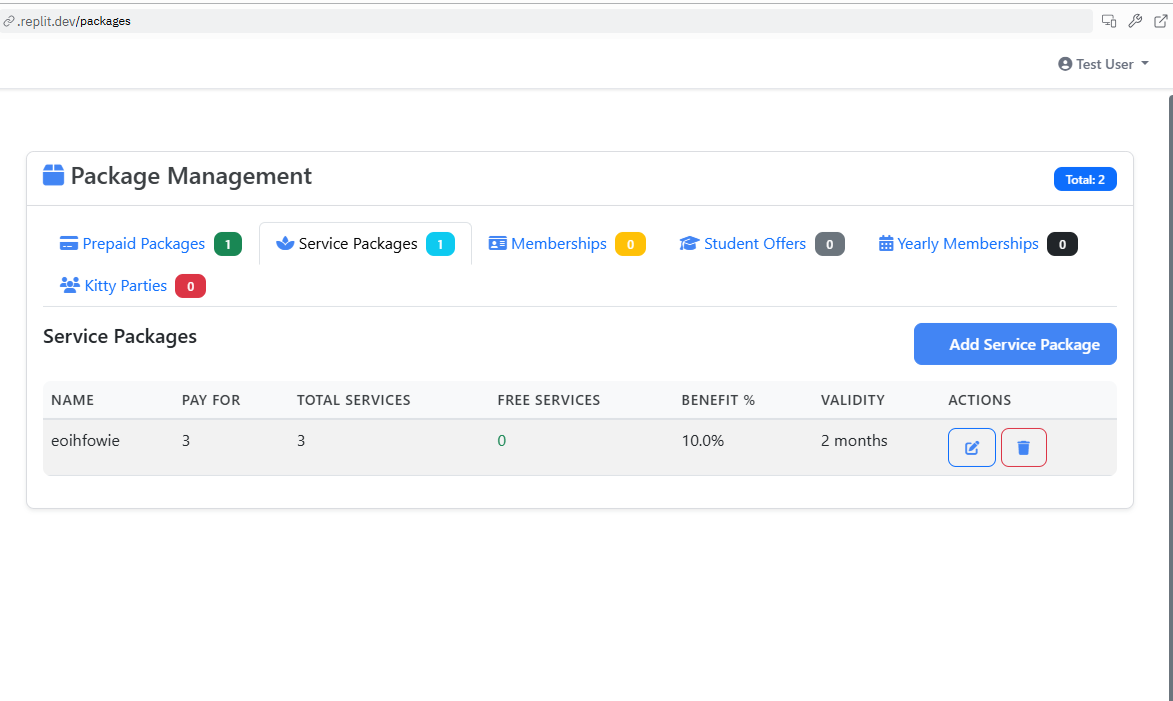 .replit.dev/packages
Test User
Package Management
Total: 2
Prepaid Packages 1 Service Packages 1 Memberships 0 Student Offers 0 Yearly Memberships 0
Kitty Parties 0
Service Packages
Add Service Package
NAME PAY FOR TOTAL SERVICES FREE SERVICES BENEFIT % VALIDITY ACTIONS
eoihfowie 3 3 0 10.0% 2 months